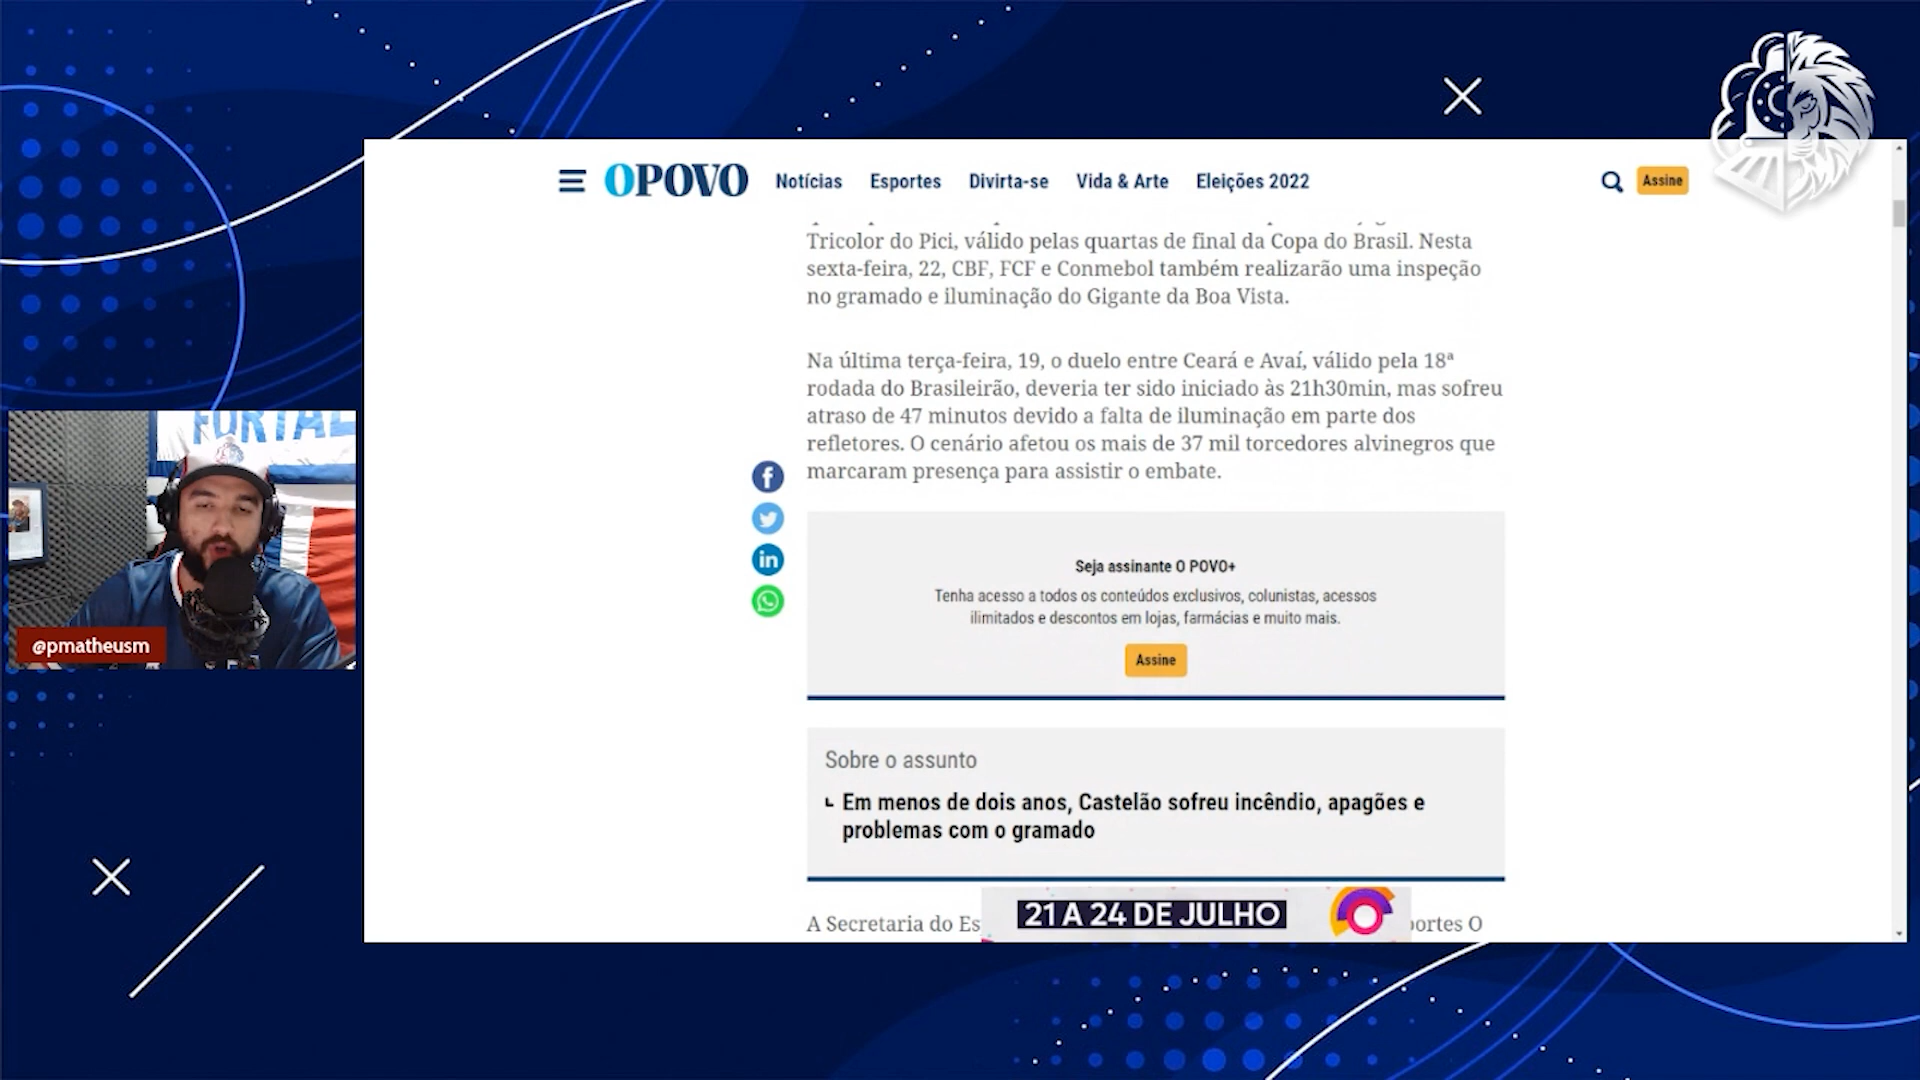 OPOVO Notícias Esportes Divirta-se Vida & Arte Eleições 2022 Assine
Tricolor do Pici, válido pelas quartas de final da Copa do Brasil. Nesta
sexta-feira, 22, CBF, FCF e Conmebol também realizarão uma inspeção
no gramado e iluminação do Gigante da Boa Vista.
Na última terça-feira, 19, o duelo entre Ceará e Avaí, válido pela 18ª
rodada do Brasileirão, deveria ter sido iniciado às 21h30min, mas sofreu
atraso de 47 minutos devido a falta de iluminação em parte dos
refletores. O cenário afetou os mais de 37 mil torcedores alvinegros que
marcaram presença para assistir o embate.
Seja assinante O POVO+
Tenha acesso a todos os conteúdos exclusivos, colunistas, acessos
ilimitados e descontos em lojas, farmácias e muito mais.
Assine
Sobre o assunto
Em menos de dois anos, Castelão sofreu incêndio, apagões e
problemas com o gramado
A Secretaria do Es
21 A 24 DE JULHO
portes O
FORTAL
@pmatheusm